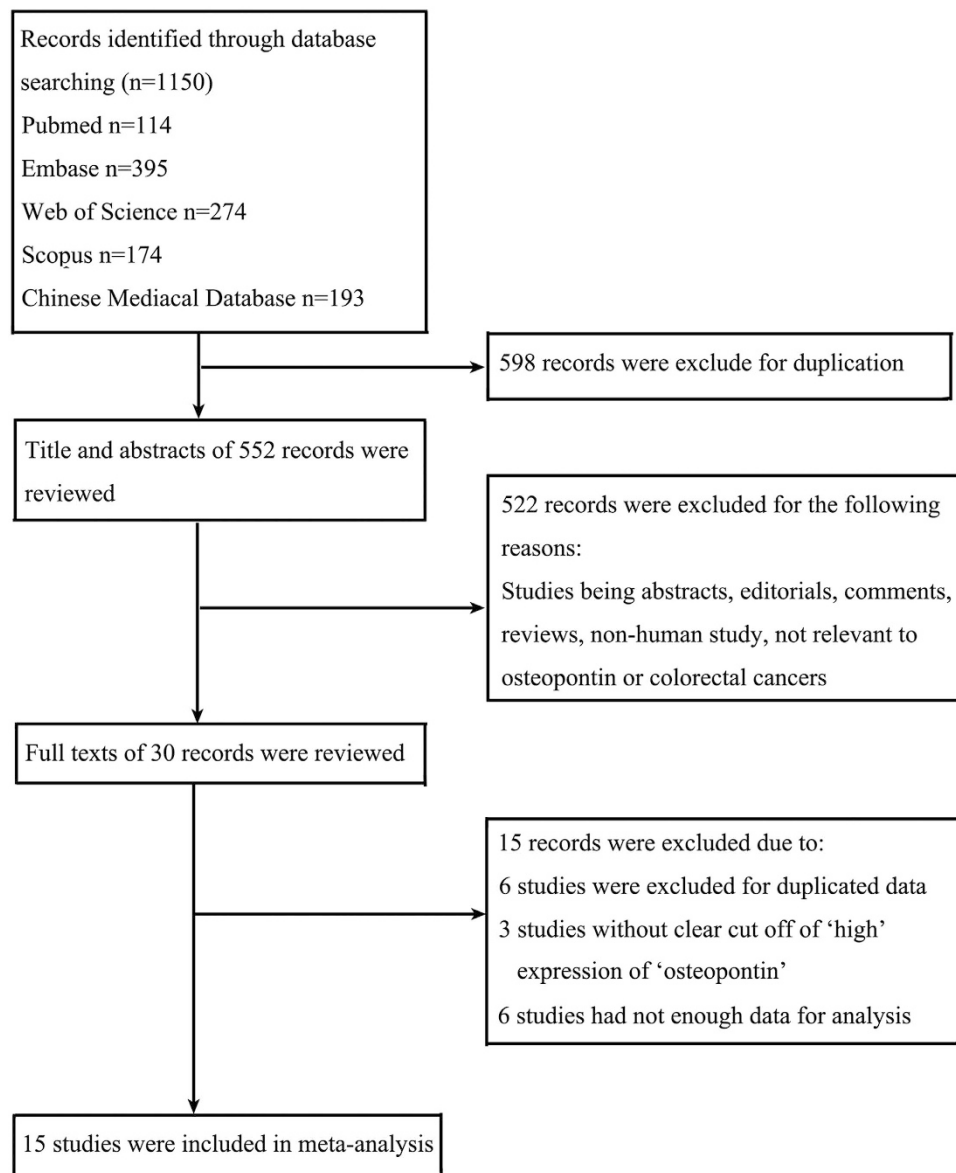 Records identified through database
searching (n=1150)
Pubmed n=114
Embase n=395
Web of Science n=274
Scopus n=174
Chinese Mediacal Database n=193
598 records were exclude for duplication
Title and abstracts of 552 records were
reviewed
522 records were excluded for the following
reasons:
Studies being abstracts, editorials, comments,
reviews, non-human study, not relevant to
osteopontin or colorectal cancers
Full texts of 30 records were reviewed
15 records were excluded due to:
6 studies were excluded for duplicated data
3 studies without clear cut off of ‘high’
expression of ‘osteopontin’
6 studies had not enough data for analysis
15 studies were included in meta-analysis